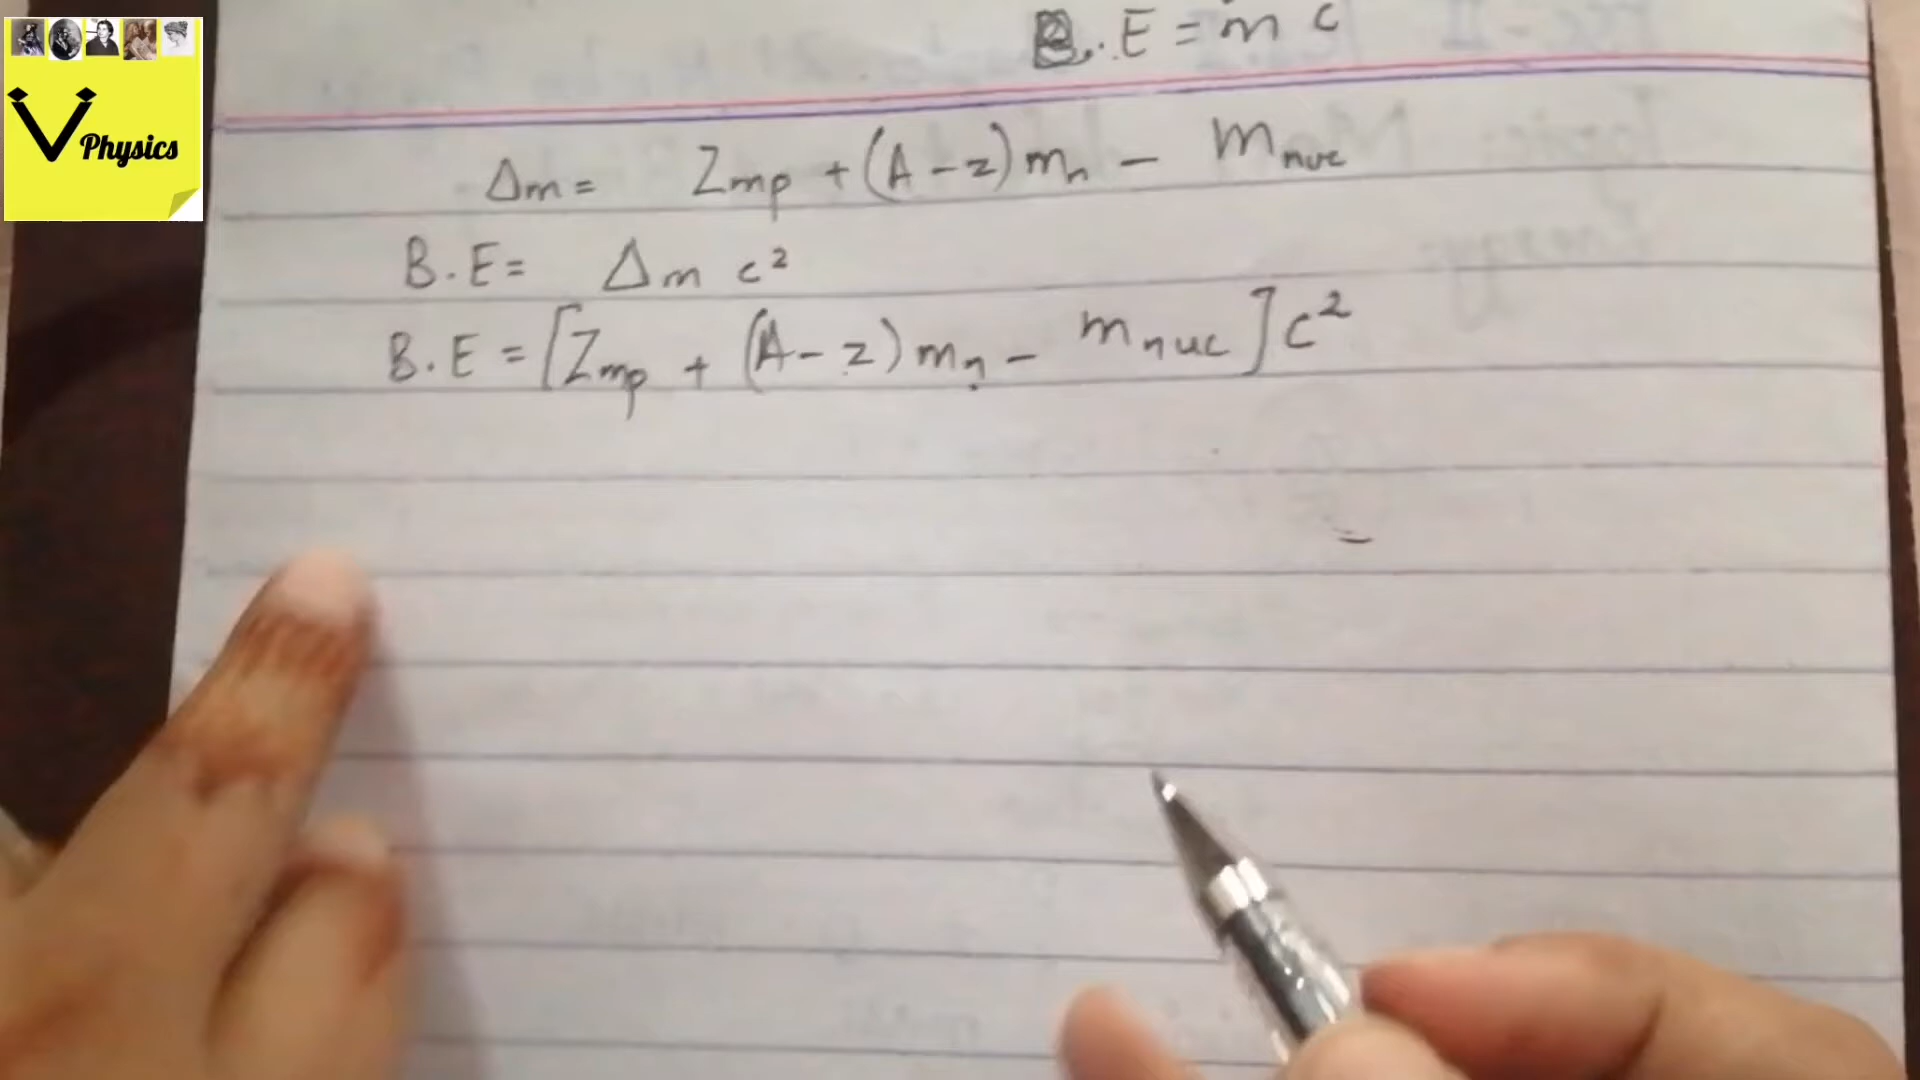 V Physics
.E = m c
Δm = Zmp + (A - z) mn - mnuc
B.E = Δm c²
B.E = [Zmp + (A - z) mn - mnuc] c²